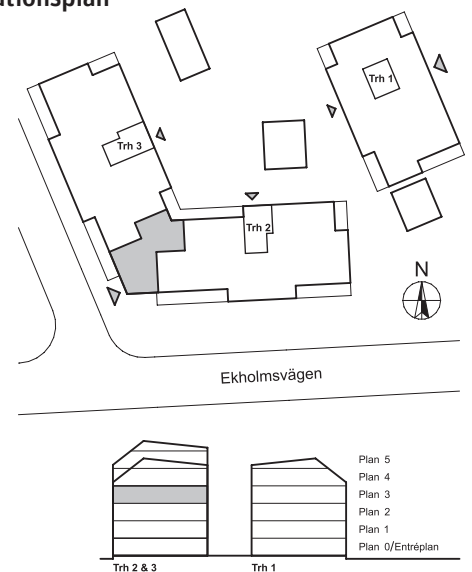 ationsplan
Trh 1
Trh 3
Trh 2
N
Ekholmsvägen
Plan 5
Plan 4
Plan 3
Plan 2
Plan 1
Plan 0/Entréplan
Trh 2 & 3
Trh 1